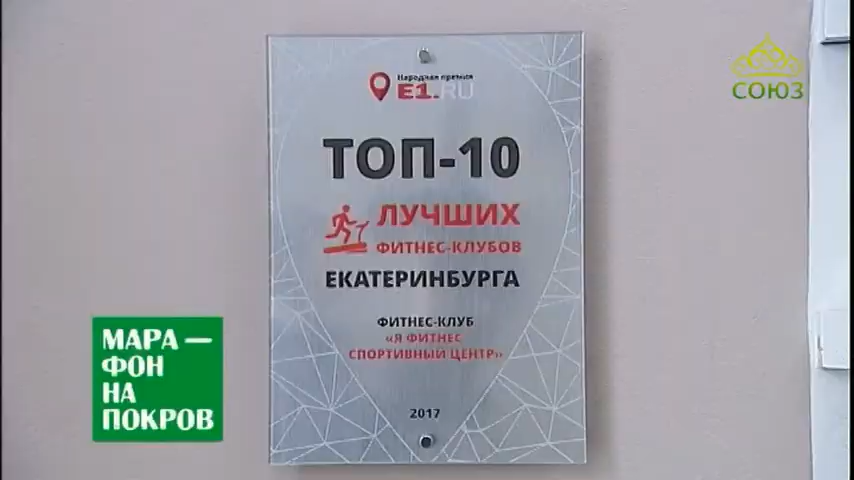 Народная премия
E1.RU
ТОП-10
ЛУЧШИХ
ФИТНЕС-КЛУБОВ
ЕКАТЕРИНБУРГА
ФИТНЕС-КЛУБ
«Я ФИТНЕС
СПОРТИВНЫЙ ЦЕНТР»
2017
СОЮЗ
МАРА —
ФОН
НА
ПОКРОВ